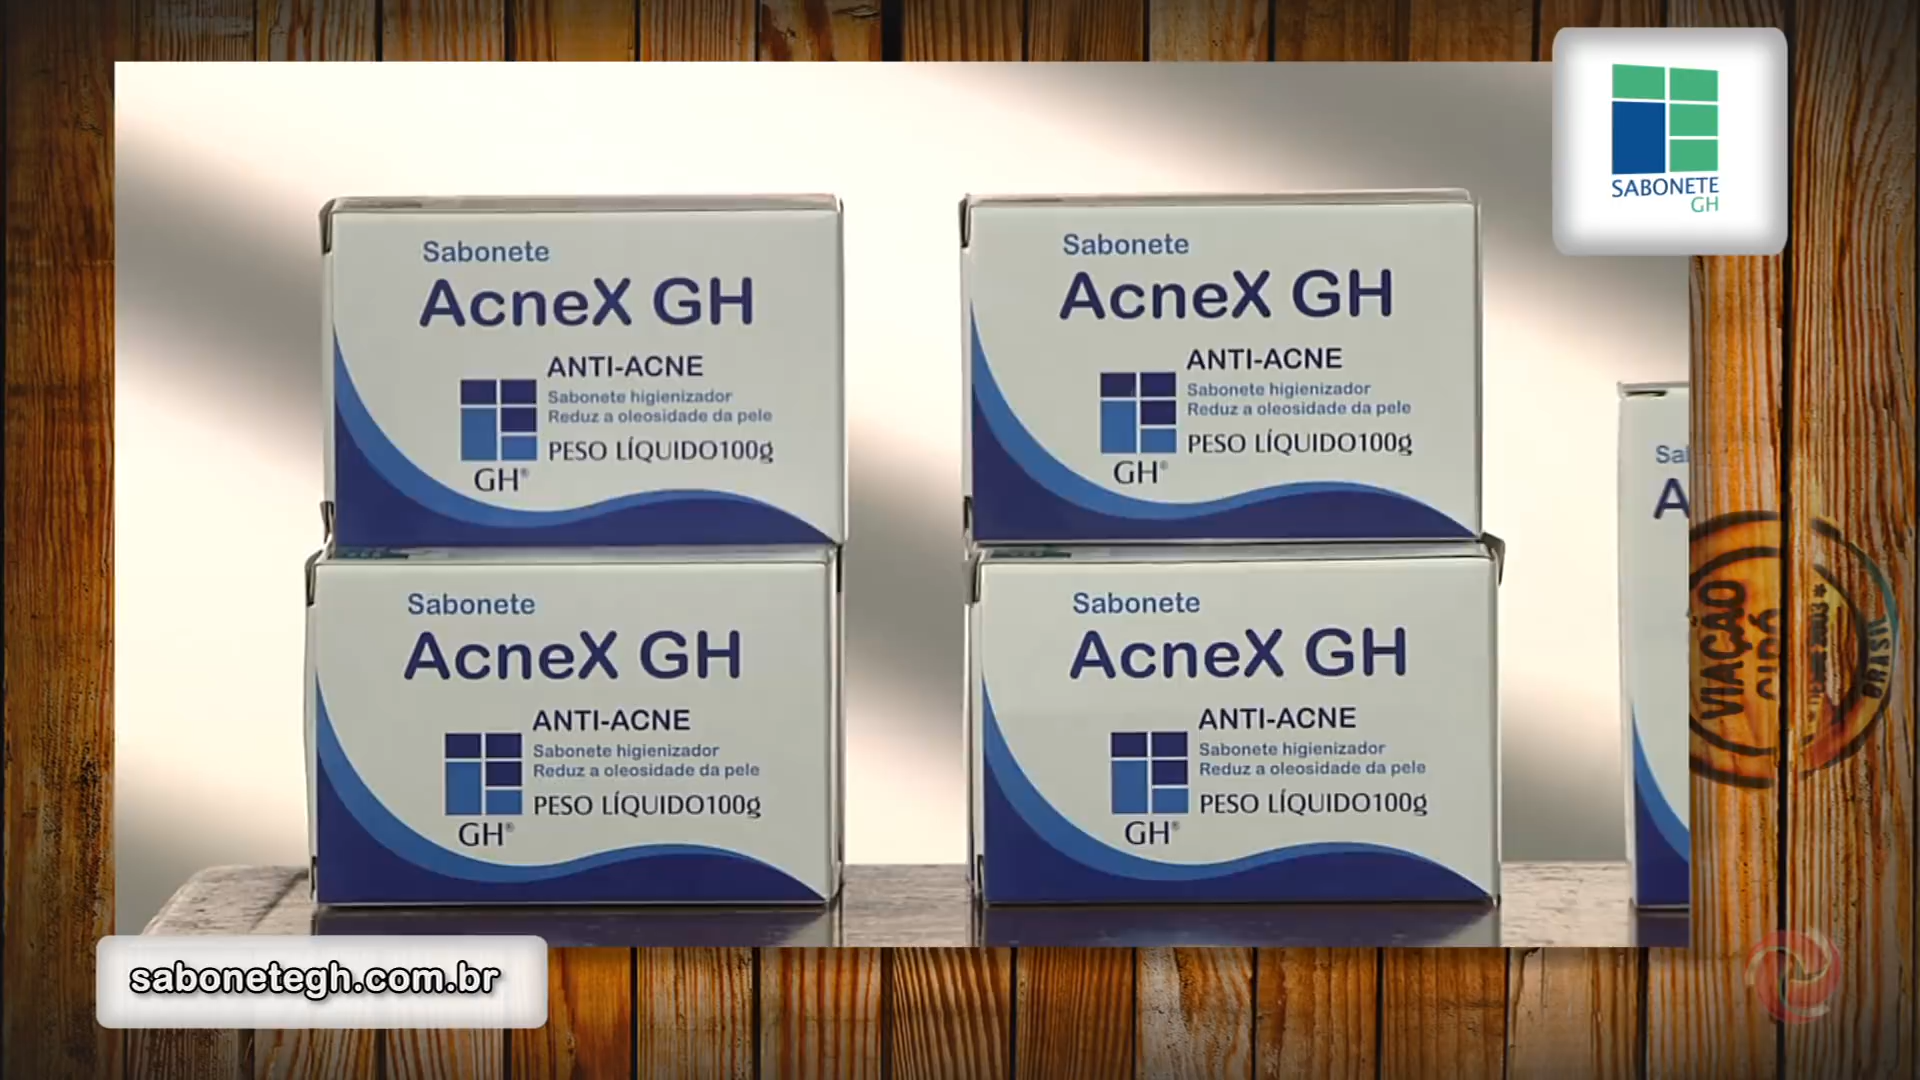 SABONETE
GH
Sabonete
AcneX GH
ANTI-ACNE
Sabonete higienizador
Reduz a oleosidade da pele
PESO LÍQUIDO100g
GH®
Sabonete
AcneX GH
ANTI-ACNE
Sabonete higienizador
Reduz a oleosidade da pele
PESO LÍQUIDO100g
GH®
Sabonete
AcneX GH
ANTI-ACNE
Sabonete higienizador
Reduz a oleosidade da pele
PESO LÍQUIDO100g
GH®
Sabonete
AcneX GH
ANTI-ACNE
Sabonete higienizador
Reduz a oleosidade da pele
PESO LÍQUIDO100g
GH®
VIAÇÃO
BRASIL
sabonetegh.com.br